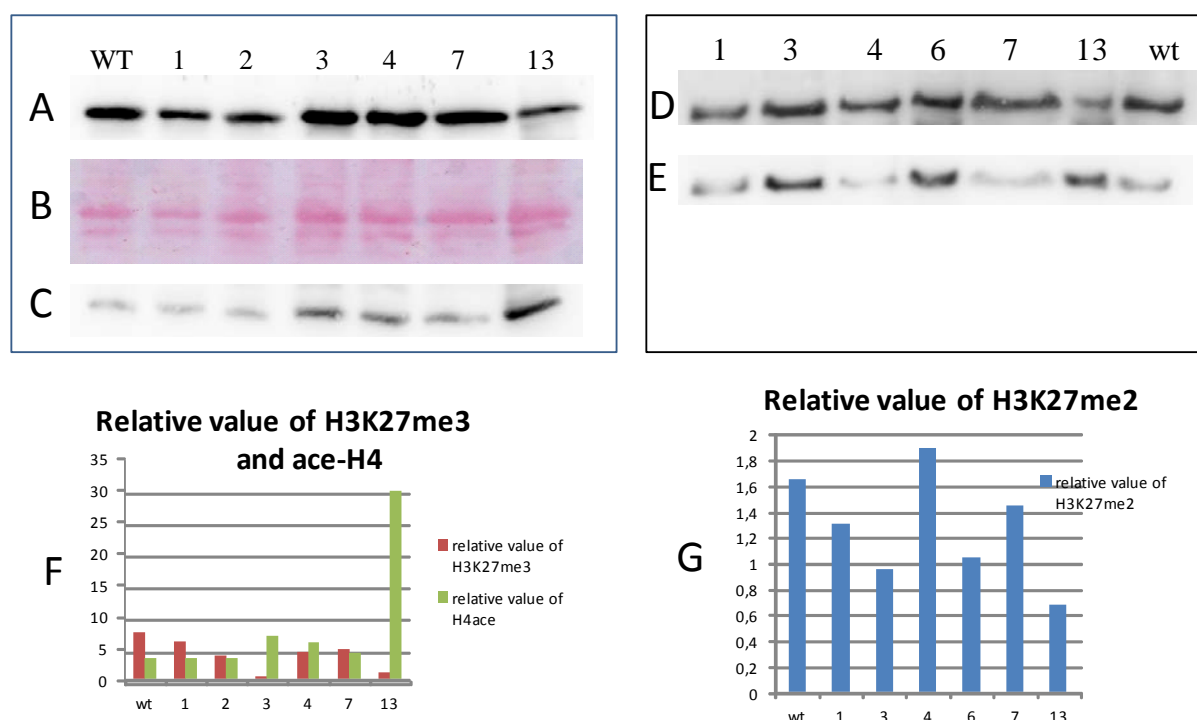 WT 1 2 3 4 7 13
A
B
C
1 3 4 6 7 13 wt
D
E
Relative value of H3K27me3
and ace-H4
35
30
25
20
15
10
5
0
wt 1 2 3 4 7 13
F
relative value of
H3K27me3
relative value of
H4ace
Relative value of H3K27me2
2
1,8
1,6
1,4
1,2
1
0,8
0,6
0,4
0,2
0
wt 1 3 4 6 7 13
G
relative value of
H3K27me2